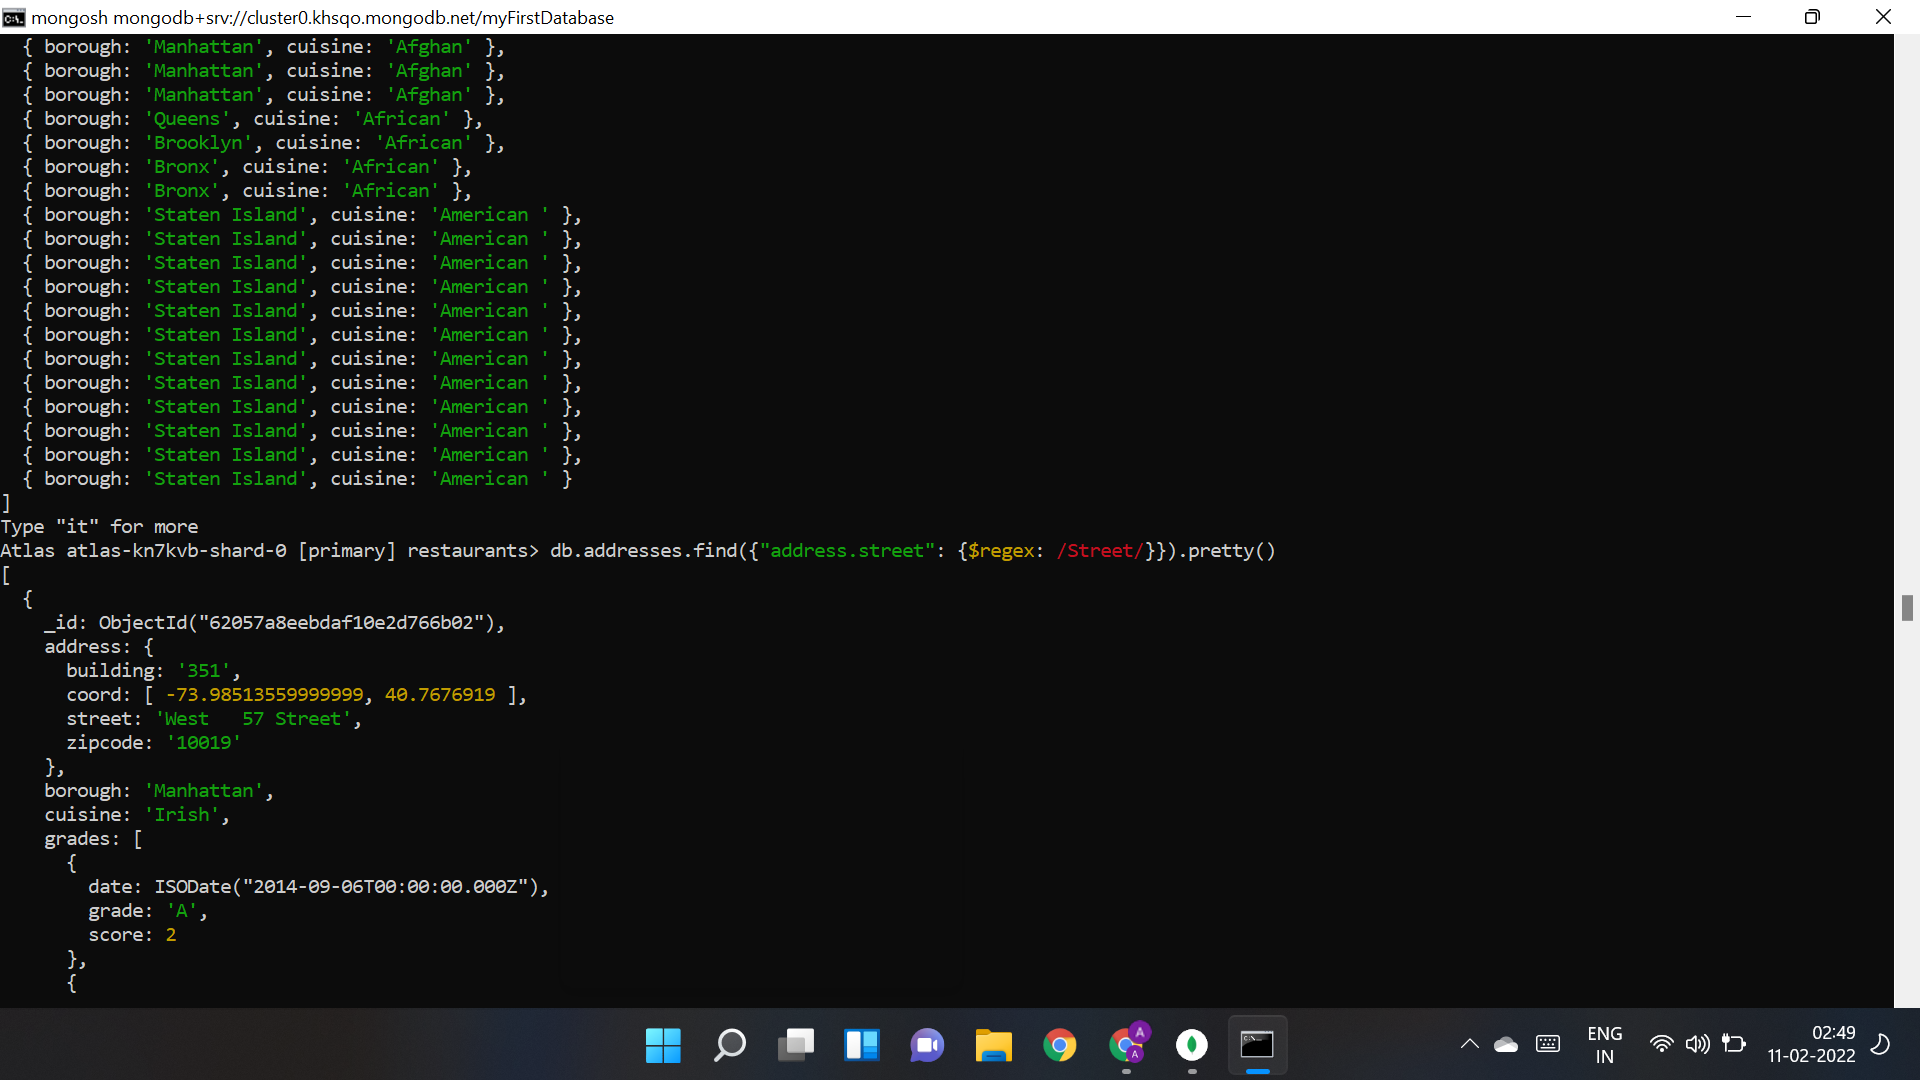 mongosh mongodb+srv://cluster0.khsqo.mongodb.net/myFirstDatabase
{ borough: 'Manhattan', cuisine: 'Afghan' },
{ borough: 'Manhattan', cuisine: 'Afghan' },
{ borough: 'Manhattan', cuisine: 'Afghan' },
{ borough: 'Queens', cuisine: 'African' },
{ borough: 'Brooklyn', cuisine: 'African' },
{ borough: 'Bronx', cuisine: 'African' },
{ borough: 'Bronx', cuisine: 'African' },
{ borough: 'Staten Island', cuisine: 'American ' },
{ borough: 'Staten Island', cuisine: 'American ' },
{ borough: 'Staten Island', cuisine: 'American ' },
{ borough: 'Staten Island', cuisine: 'American ' },
{ borough: 'Staten Island', cuisine: 'American ' },
{ borough: 'Staten Island', cuisine: 'American ' },
{ borough: 'Staten Island', cuisine: 'American ' },
{ borough: 'Staten Island', cuisine: 'American ' },
{ borough: 'Staten Island', cuisine: 'American ' },
{ borough: 'Staten Island', cuisine: 'American ' },
{ borough: 'Staten Island', cuisine: 'American ' },
{ borough: 'Staten Island', cuisine: 'American ' }
]
Type "it" for more
Atlas atlas-kn7kvb-shard-0 [primary] restaurants> db.addresses.find({"address.street": {$regex: /Street/}}).pretty()
[
{
_id: ObjectId("62057a8eebdaf10e2d766b02"),
address: {
building: '351',
coord: [ -73.98513559999999, 40.7676919 ],
street: 'West   57 Street',
zipcode: '10019'
},
borough: 'Manhattan',
cuisine: 'Irish',
grades: [
{
date: ISODate("2014-09-06T00:00:00.000Z"),
grade: 'A',
score: 2
},
{
A
A
ENG
IN
02:49
11-02-2022